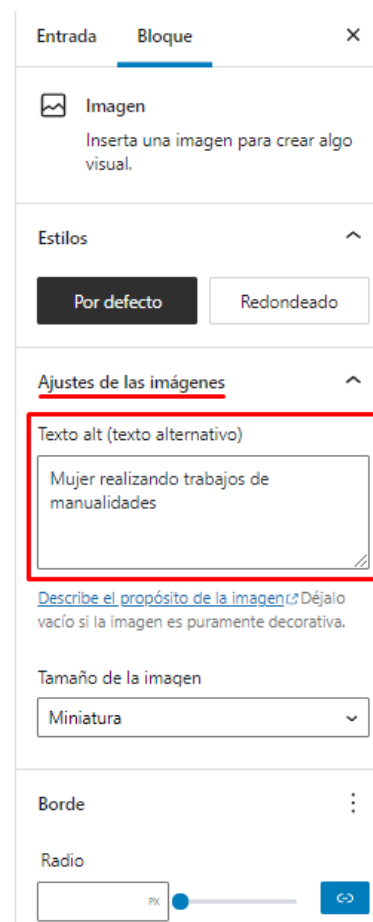 Entrada Bloque
Imagen
Inserta una imagen para crear algo
visual.
Estilos
Por defecto Redondeado
Ajustes de las imágenes
Texto alt (texto alternativo)
Mujer realizando trabajos de
manualidades
Describe el propósito de la imagen Déjalo
vacío si la imagen es puramente decorativa.
Tamaño de la imagen
Miniatura
Borde
Radio
PX